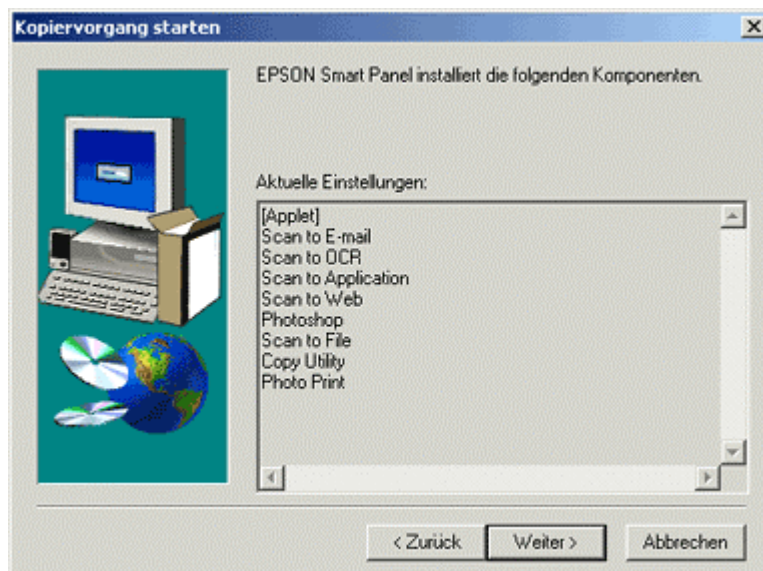 Kopiervorgang starten
EPSON Smart Panel installiert die folgenden Komponenten.
Aktuelle Einstellungen:
[Applet]
Scan to E-mail
Scan to OCR
Scan to Application
Scan to Web
Photoshop
Scan to File
Copy Utility
Photo Print
< Zurück
Weiter >
Abbrechen